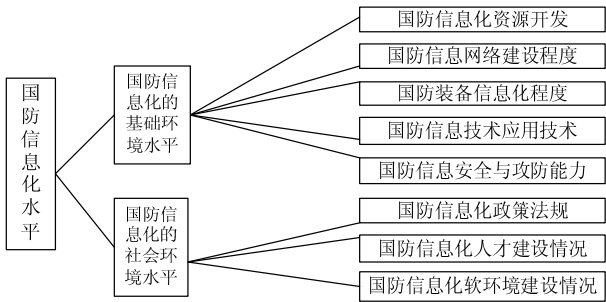 国防信息化水平
国防信
息化的
基础环
境水平
国防信
息化的
社会环
境水平
国防信息化资源开发
国防信息网络建设程度
国防装备信息化程度
国防信息技术应用技术
国防信息安全与攻防能力
国防信息化政策法规
国防信息化人才建设情况
国防信息化软环境建设情况